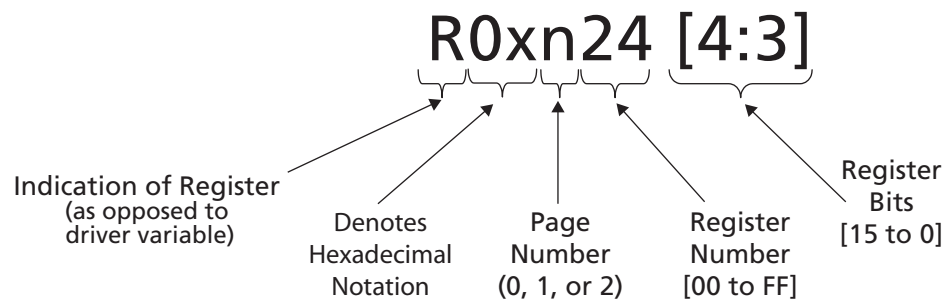 R0xn24 [4:3]
Indication of Register
(as opposed to
driver variable)
Denotes
Hexadecimal
Notation
Page
Number
(0, 1, or 2)
Register
Number
[00 to FF]
Register
Bits
[15 to 0]